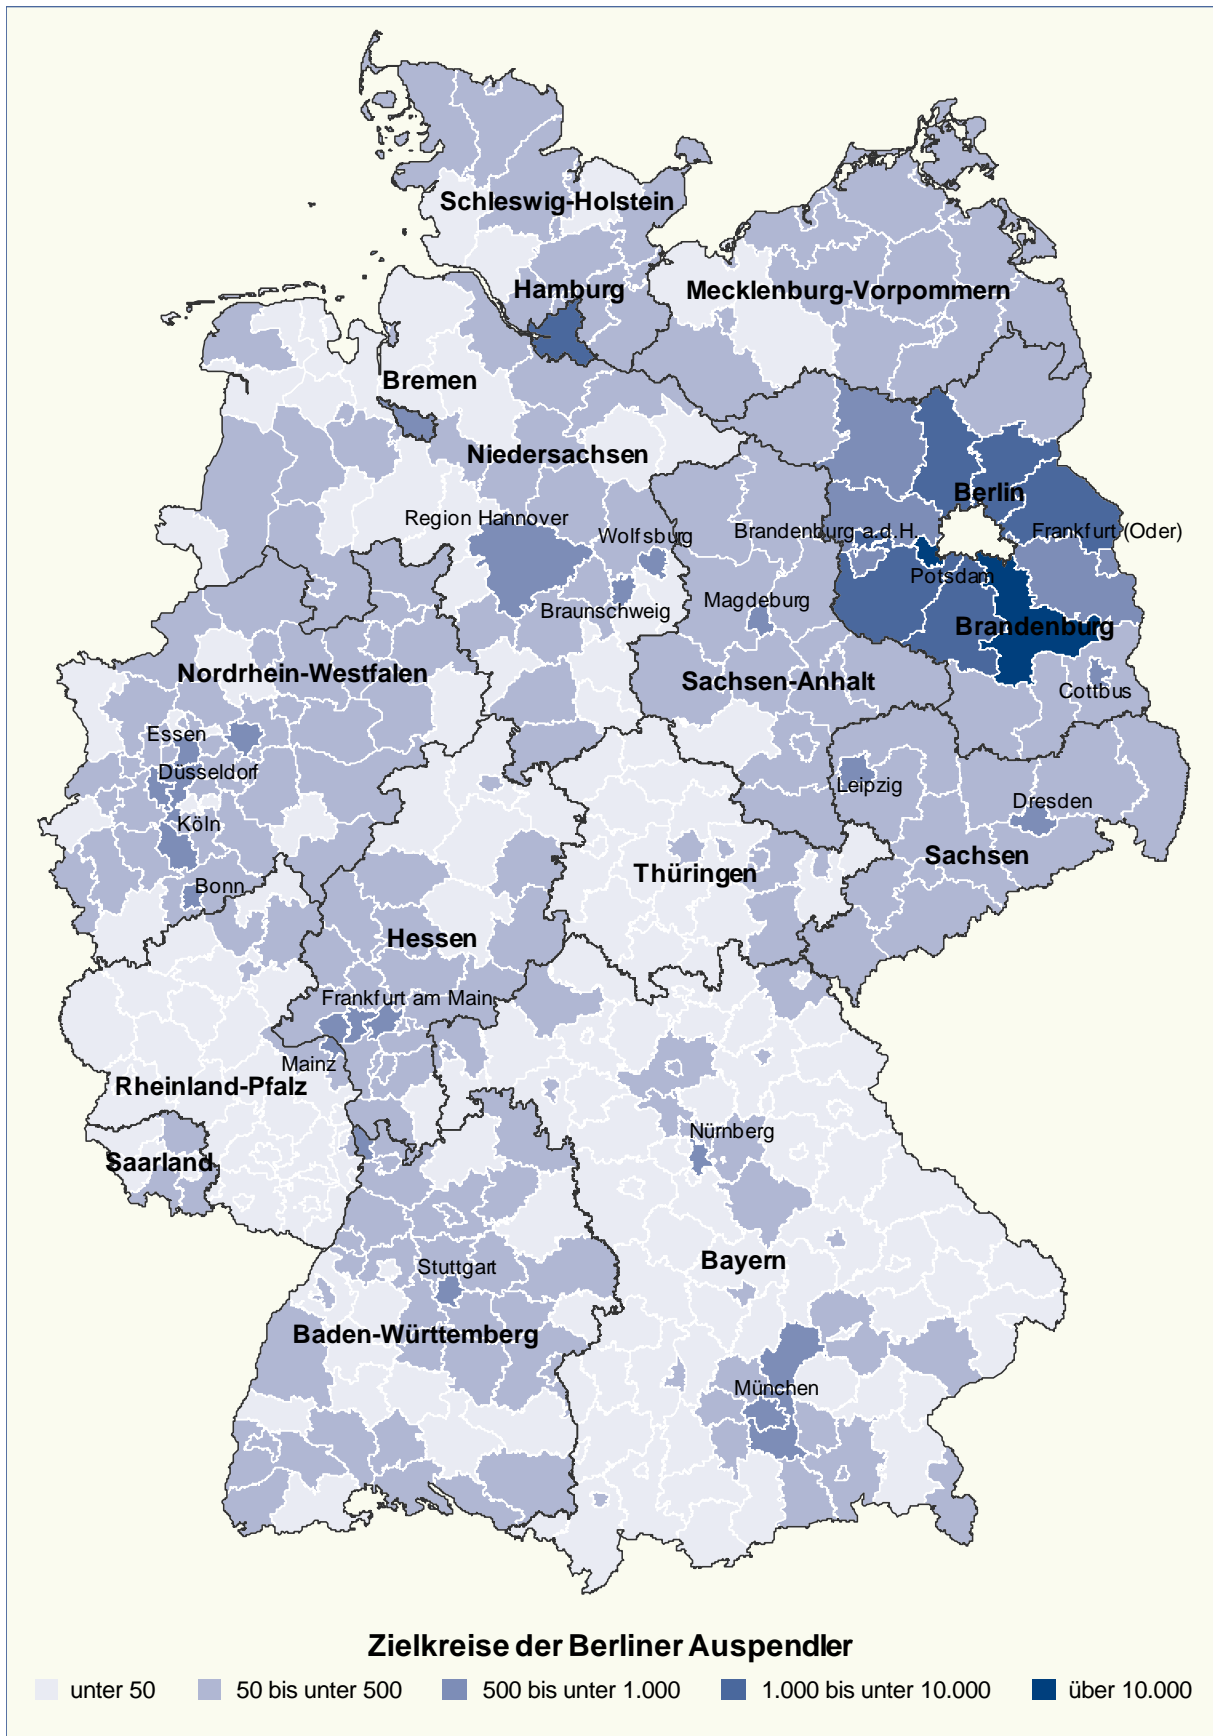 Schleswig-Holstein
Hamburg
Mecklenburg-Vorpommern
Bremen
Niedersachsen
Berlin
Region Hannover
Wolfsburg
Brandenburg a.d.H.
Frankfurt (Oder)
Potsdam
Braunschweig
Magdeburg
Brandenburg
Nordrhein-Westfalen
Sachsen-Anhalt
Cottbus
Essen
Düsseldorf
Leipzig
Dresden
Köln
Sachsen
Thüringen
Bonn
Hessen
Frankfurt am Main
Mainz
Rheinland-Pfalz
Nürnberg
Saarland
Bayern
Stuttgart
Baden-Württemberg
München
Zielkreise der Berliner Auspendler
unter 50 50 bis unter 500 500 bis unter 1.000 1.000 bis unter 10.000 über 10.000